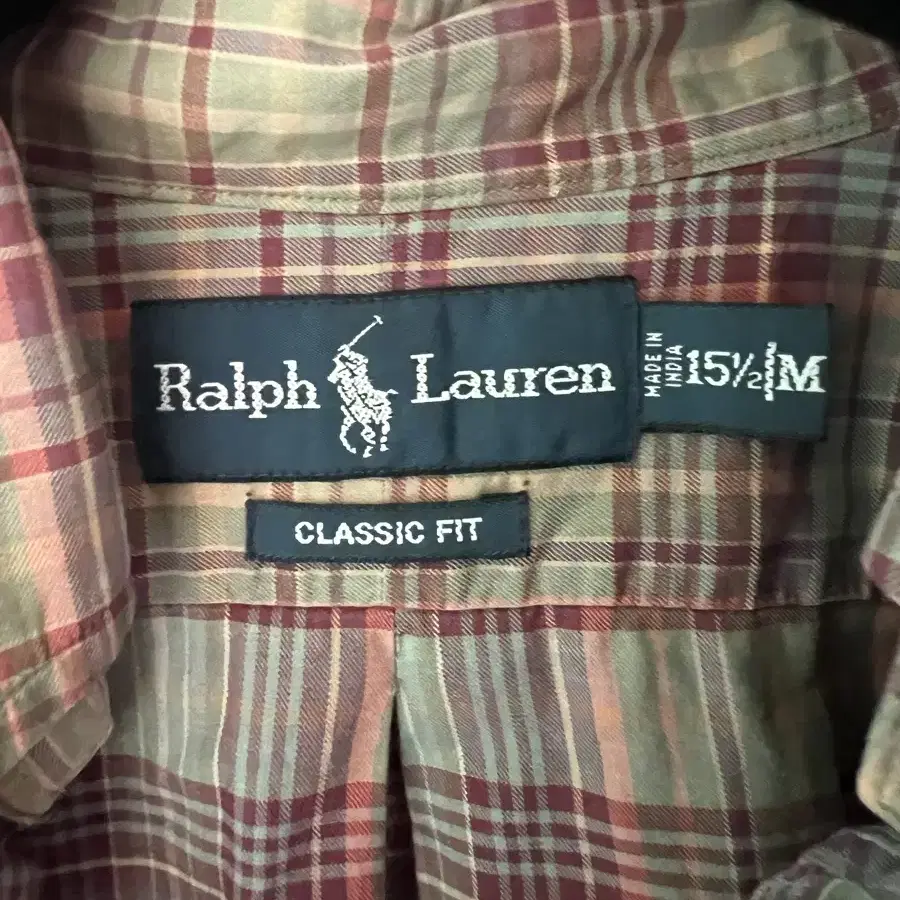 Ralph Lauren
MADE IN
INDIA
15½ M
CLASSIC FIT